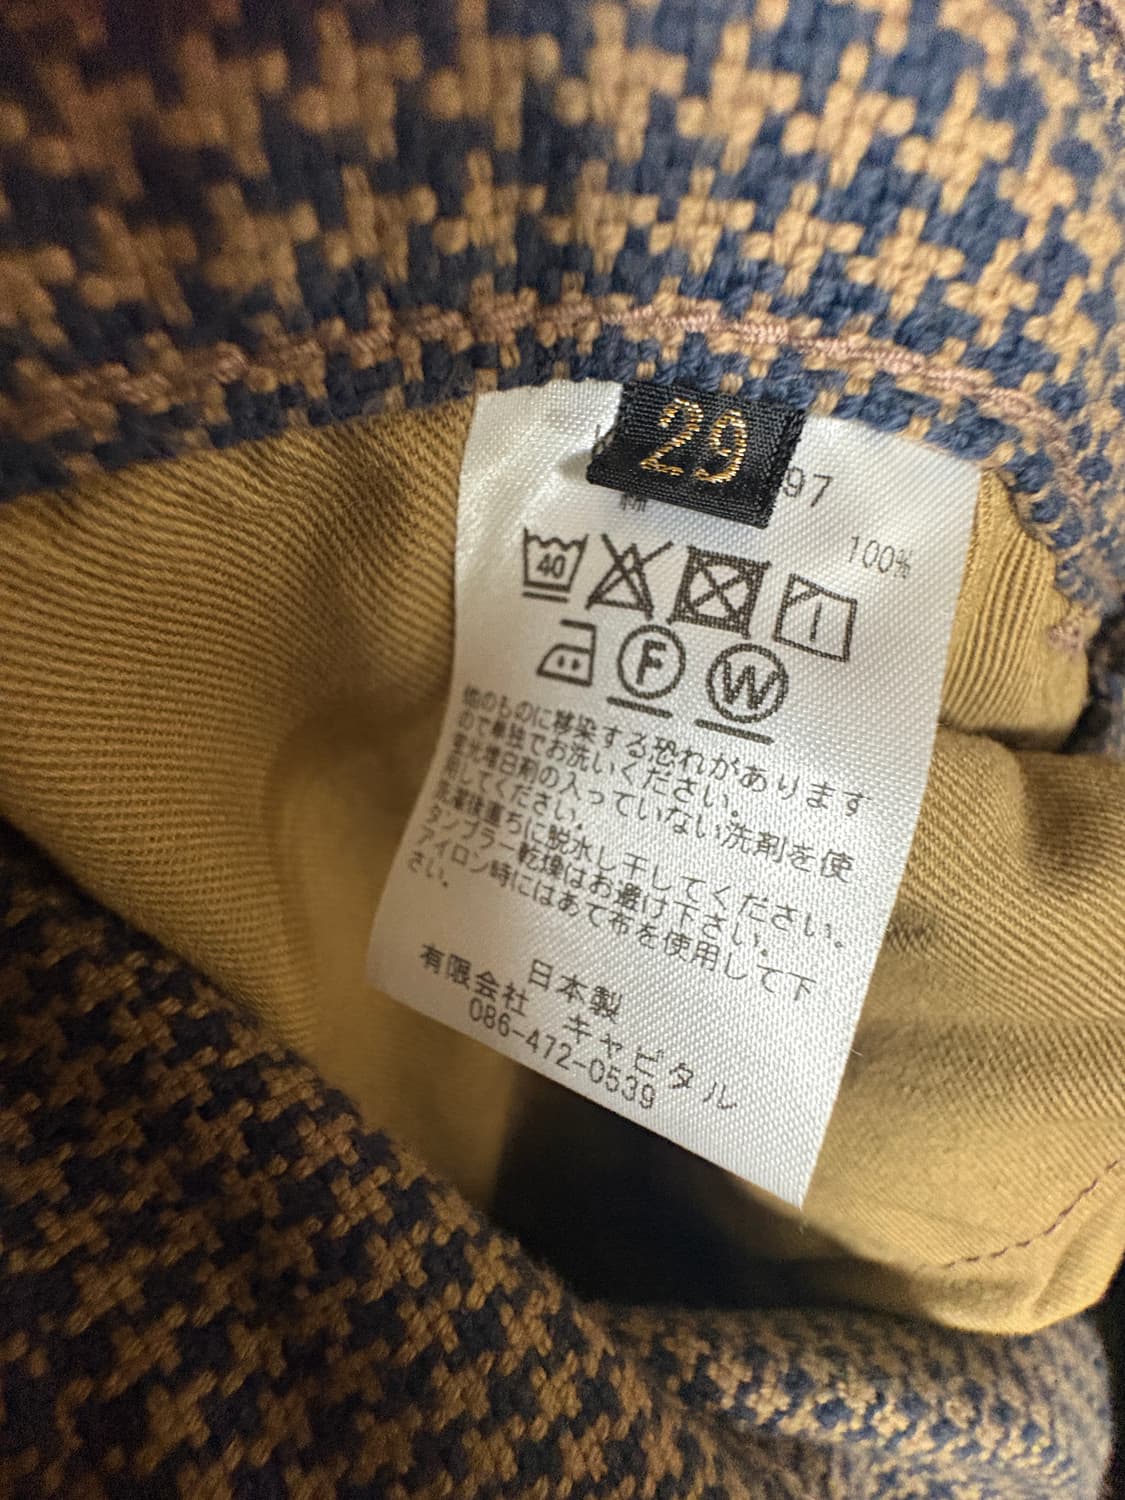 29
97
100%
40
F
W
他のものに移染する恐れがあります
ので単独でお洗いください。
蛍光増白剤の入っていない洗剤を使
用してください。
洗濯後直ちに脱水し干してください。
タンブラー乾燥はお避け下さい。
アイロン時にはあて布を使用して下
さい。
日本製
有限会社 キャピタル
086-472-0539